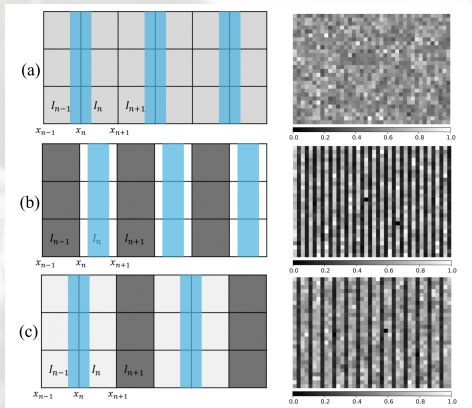 (a)
I_{n-1} I_n I_{n+1}
x_{n-1} x_n x_{n+1}
0.0 0.2 0.4 0.6 0.8 1.0
(b)
I_{n-1} I_n I_{n+1}
x_{n-1} x_n x_{n+1}
0.0 0.2 0.4 0.6 0.8 1.0
(c)
I_{n-1} I_n I_{n+1}
x_{n-1} x_n x_{n+1}
0.0 0.2 0.4 0.6 0.8 1.0